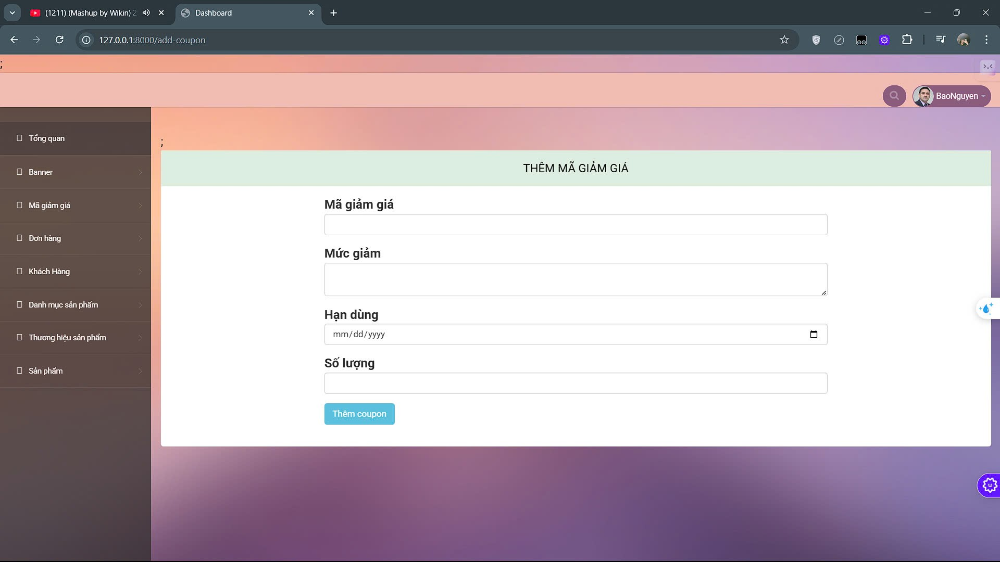 (1211) (Mashup by Wikin) 2
Dashboard
127.0.0.1:8000/add-coupon
;
BaoNguyen
Tổng quan
Banner
Mã giảm giá
Đơn hàng
Khách Hàng
Danh mục sản phẩm
Thương hiệu sản phẩm
Sản phẩm
;
THÊM MÃ GIẢM GIÁ
Mã giảm giá
Mức giảm
Hạn dùng
mm/dd/yyyy
Số lượng
Thêm coupon